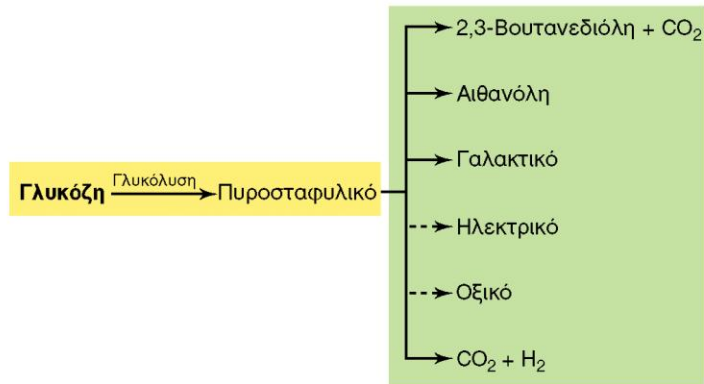 2,3-Βουτανεδιόλη + CO₂
Αιθανόλη
Γαλακτικό
Γλυκόζη Γλυκόλυση Πυροσταφυλικό
Ηλεκτρικό
Οξικό
CO₂ + H₂